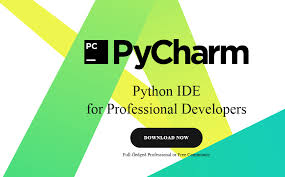 PC
PyCharm
Python IDE
for Professional Developers
DOWNLOAD NOW
Full-fledged Professional or Free Community